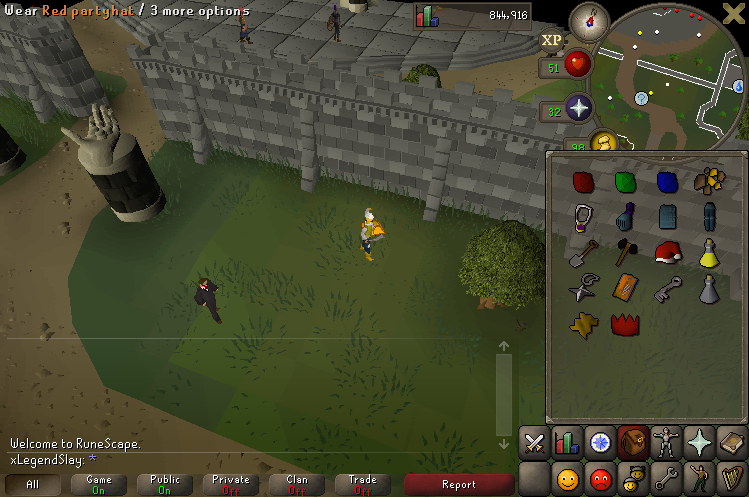 Wear Red partyhat / 3 more options
844,916
XP
51
32
Welcome to RuneScape.
xLegendSlay: *
All
Game
On
Public
On
Private
Off
Clan
Off
Trade
Off
Report